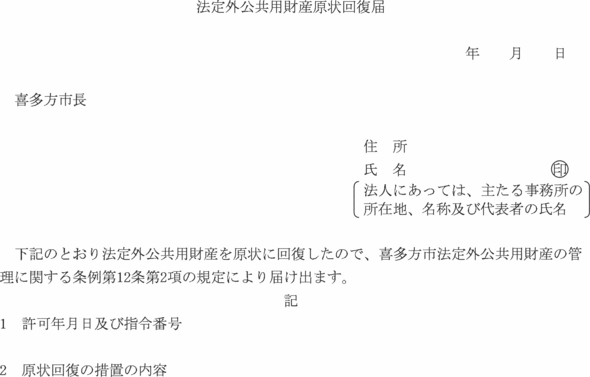 法定外公共用財産原状回復届
年　　月　　日
喜多方市長
住　所
氏　名　　　　　　　　　　㊞
法人にあっては、主たる事務所の
所在地、名称及び代表者の氏名
下記のとおり法定外公共用財産を原状に回復したので、喜多方市法定外公共用財産の管
理に関する条例第12条第2項の規定により届け出ます。
記
1　許可年月日及び指令番号
2　原状回復の措置の内容